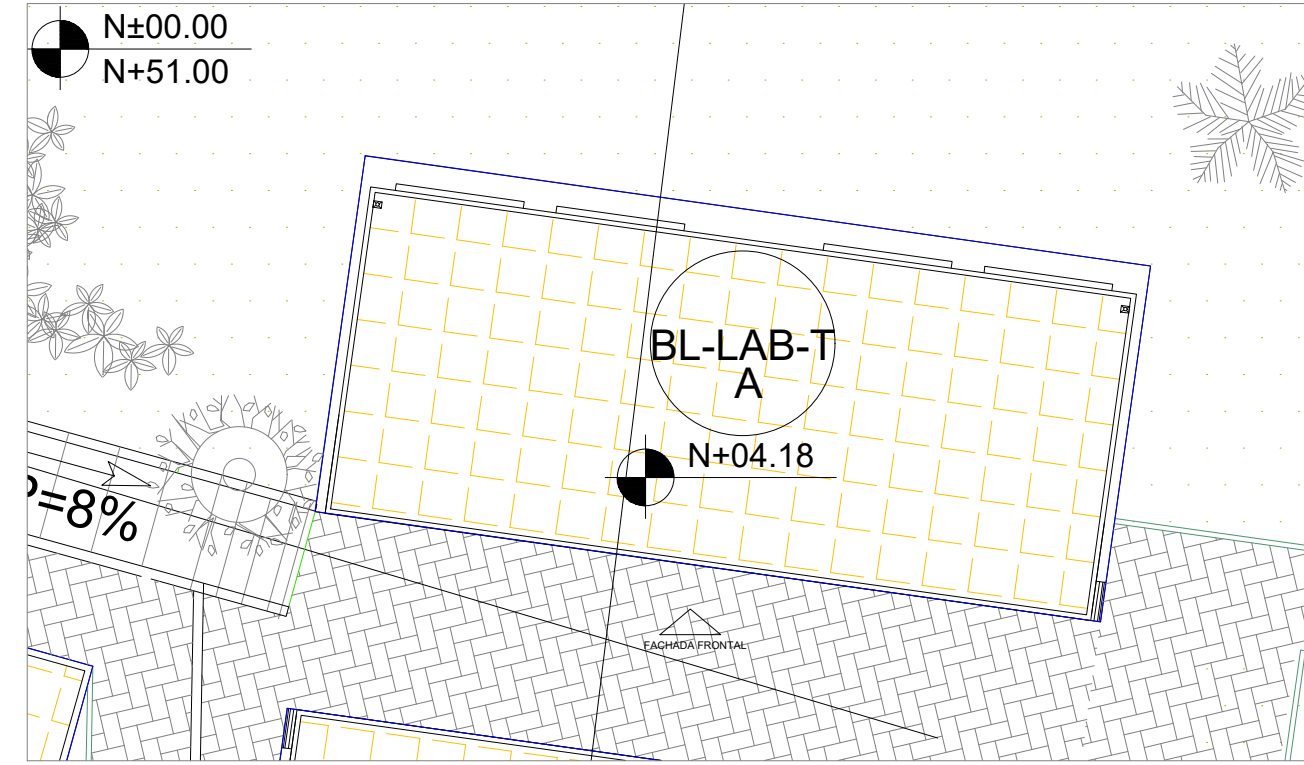 N±00.00
N+51.00
BL-LAB-T
A
N+04.18
=8%
FACHADA FRONTAL